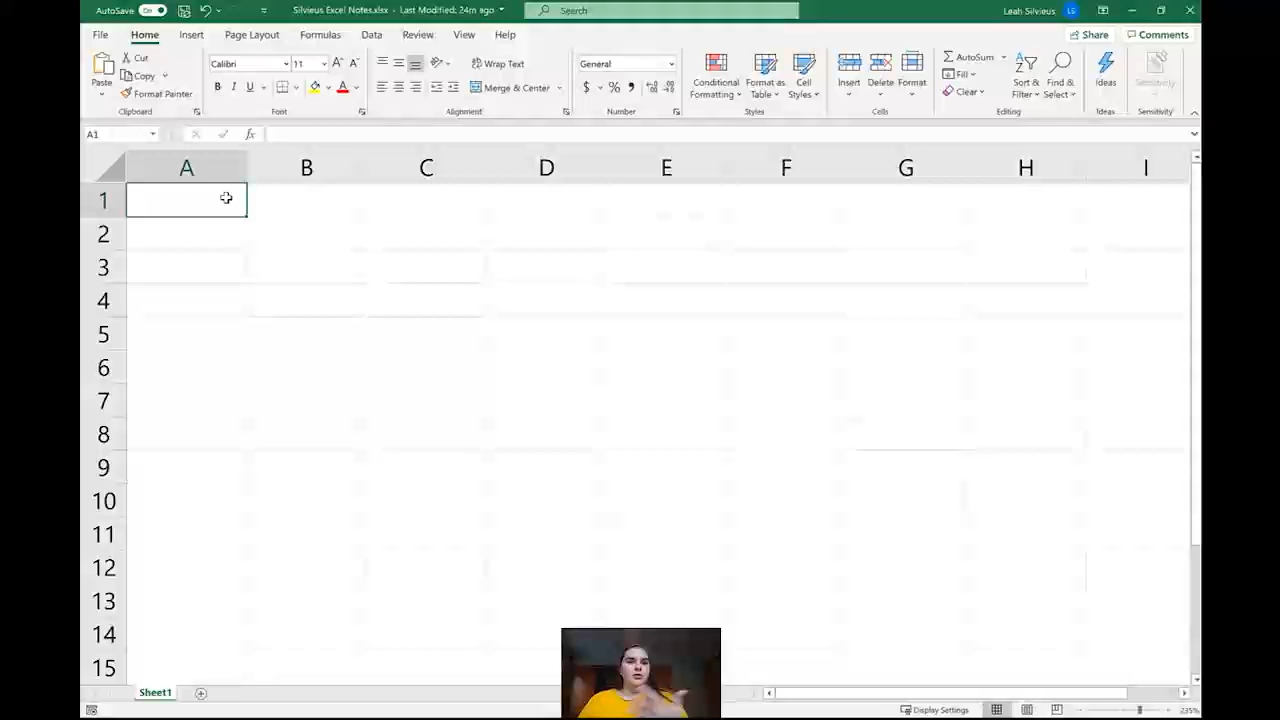 AutoSave On Silvieus Excel Notes.xlsx - Last Modified: 24m ago Search Leah Silvieus LS
File Home Insert Page Layout Formulas Data Review View Help Share Comments
Paste Cut Copy Format Painter Clipboard
Calibri 11 B I U A Font
Wrap Text Merge & Center Alignment
General $ % Number
Conditional Formatting Format as Table Cell Styles Styles
Insert Delete Format Cells
AutoSum Fill Clear Sort & Filter Find & Select Editing
Ideas Ideas
Sensitivity Sensitivity
A1 fx
A B C D E F G H I
1
2
3
4
5
6
7
8
9
10
11
12
13
14
15
Sheet1
Display Settings 235%